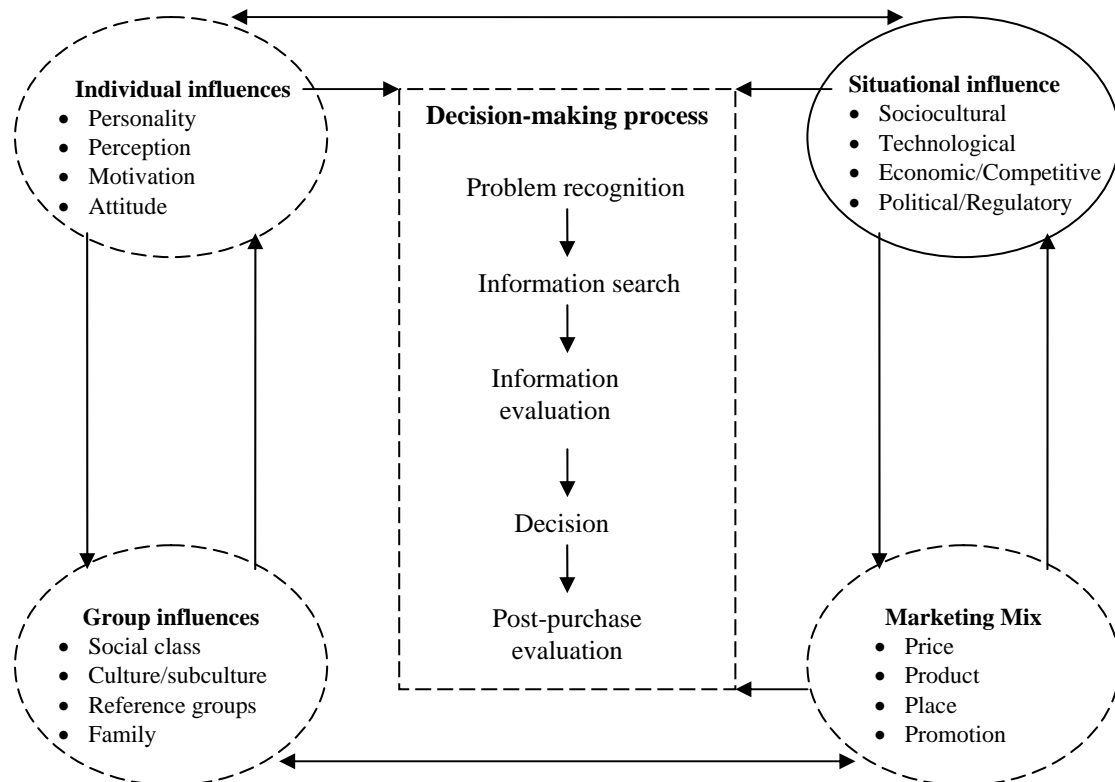 Individual influences
• Personality
• Perception
• Motivation
• Attitude
Decision-making process
Problem recognition
Information search
Information
evaluation
Decision
Post-purchase
evaluation
Situational influence
• Sociocultural
• Technological
• Economic/Competitive
• Political/Regulatory
Group influences
• Social class
• Culture/subculture
• Reference groups
• Family
Marketing Mix
• Price
• Product
• Place
• Promotion